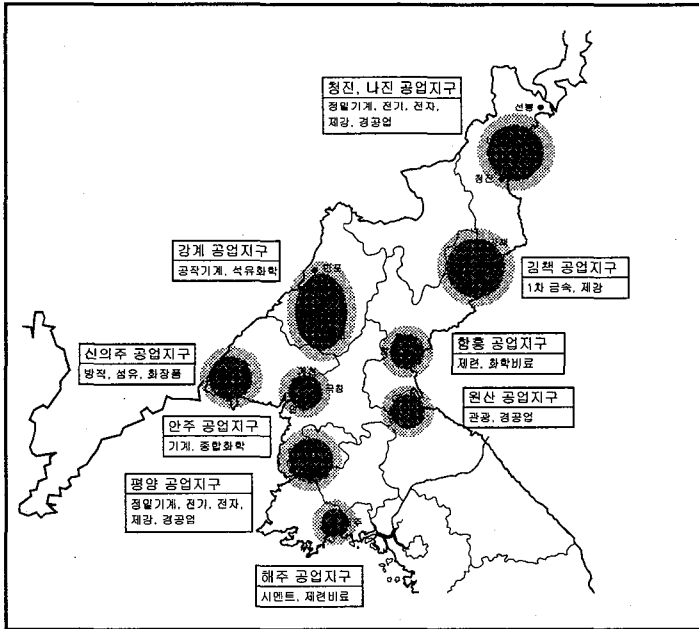 청진, 나진 공업지구
정밀기계, 전기, 전자,
제강, 경공업
선봉
청진
강계 공업지구
공작기계, 석유화학
만포
김책 공업지구
1차 금속, 제강
신의주 공업지구
방적, 섬유, 화장품
함흥 공업지구
제련, 화학비료
안주 공업지구
기계, 종합화학
원산 공업지구
관광, 경공업
평양 공업지구
정밀기계, 전기, 전자,
제강, 경공업
해주 공업지구
시멘트, 제련비료